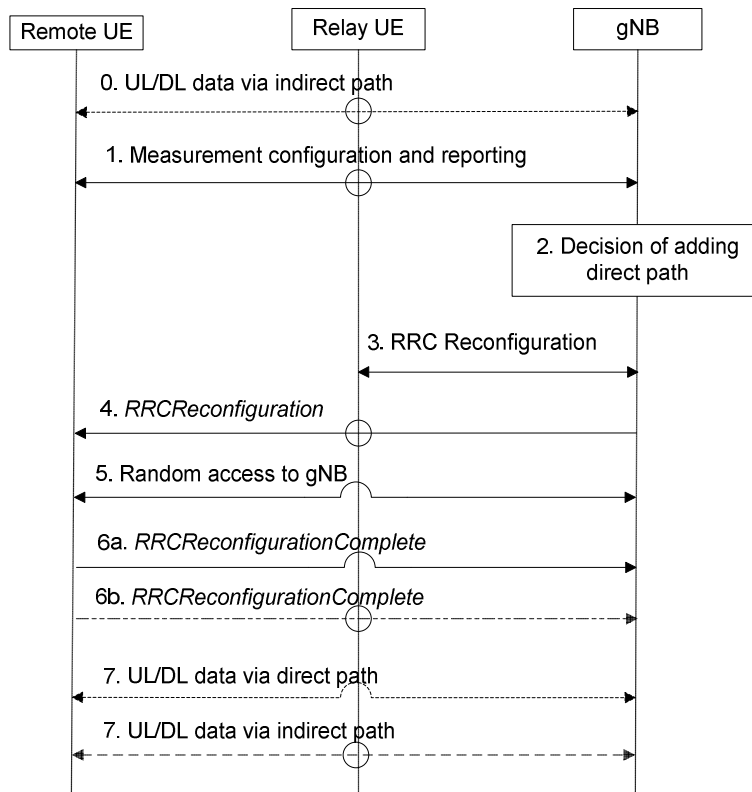 Remote UE
Relay UE
gNB
0. UL/DL data via indirect path
1. Measurement configuration and reporting
2. Decision of adding
direct path
3. RRC Reconfiguration
4. RRCReconfiguration
5. Random access to gNB
6a. RRCReconfigurationComplete
6b. RRCReconfigurationComplete
7. UL/DL data via direct path
7. UL/DL data via indirect path